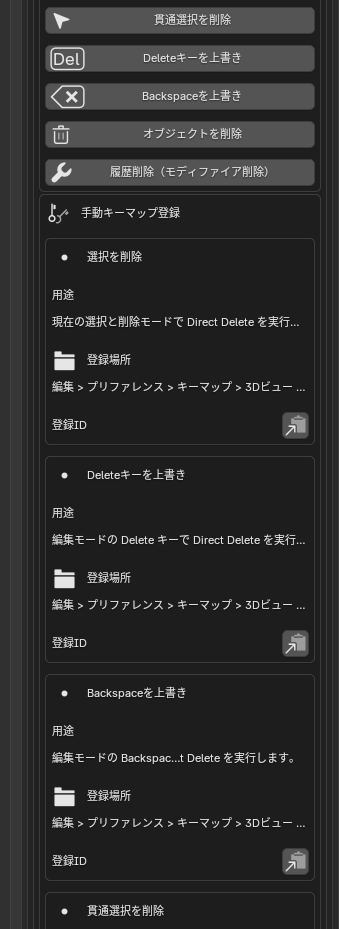 貫通選択を削除
Del Deleteキーを上書き
Backspaceを上書き
オブジェクトを削除
履歴削除（モディファイア削除）
手動キーマップ登録
選択を削除
用途
現在の選択と削除モードで Direct Delete を実行...
登録場所
編集 > プリファレンス > キーマップ > 3Dビュー ...
登録ID
Deleteキーを上書き
用途
編集モードの Delete キーで Direct Delete を実行...
登録場所
編集 > プリファレンス > キーマップ > 3Dビュー ...
登録ID
Backspaceを上書き
用途
編集モードの Backspac...t Delete を実行します。
登録場所
編集 > プリファレンス > キーマップ > 3Dビュー ...
登録ID
貫通選択を削除